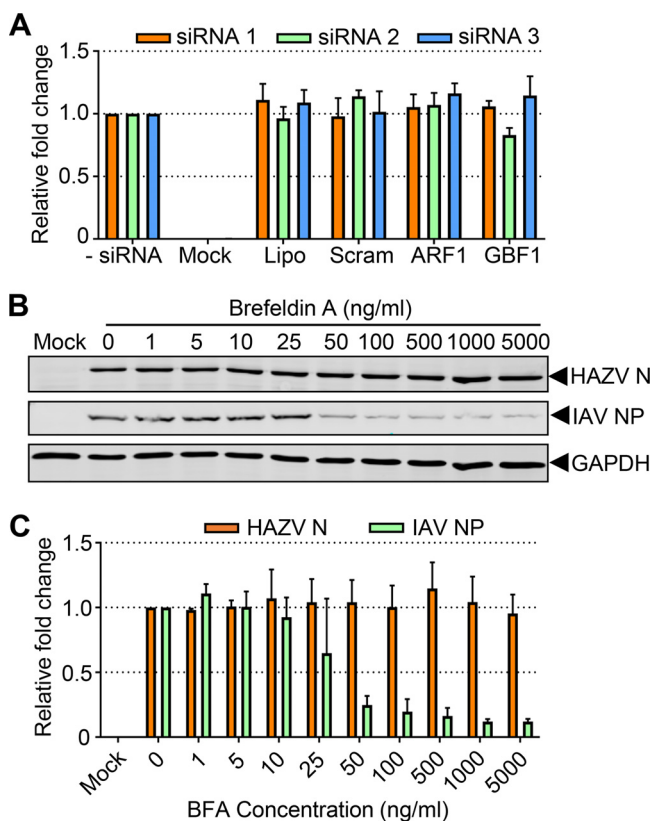 A
siRNA 1 siRNA 2 siRNA 3
Relative fold change
1.5
1.0
0.5
0
- siRNA Mock Lipo Scram ARF1 GBF1
B
Brefeldin A (ng/ml)
Mock 0 1 5 10 25 50 100 500 1000 5000
HAZV N
IAV NP
GAPDH
C
HAZV N IAV NP
Relative fold change
1.5
1.0
0.5
0
Mock 0 1 5 10 25 50 100 500 1000 5000
BFA Concentration (ng/ml)